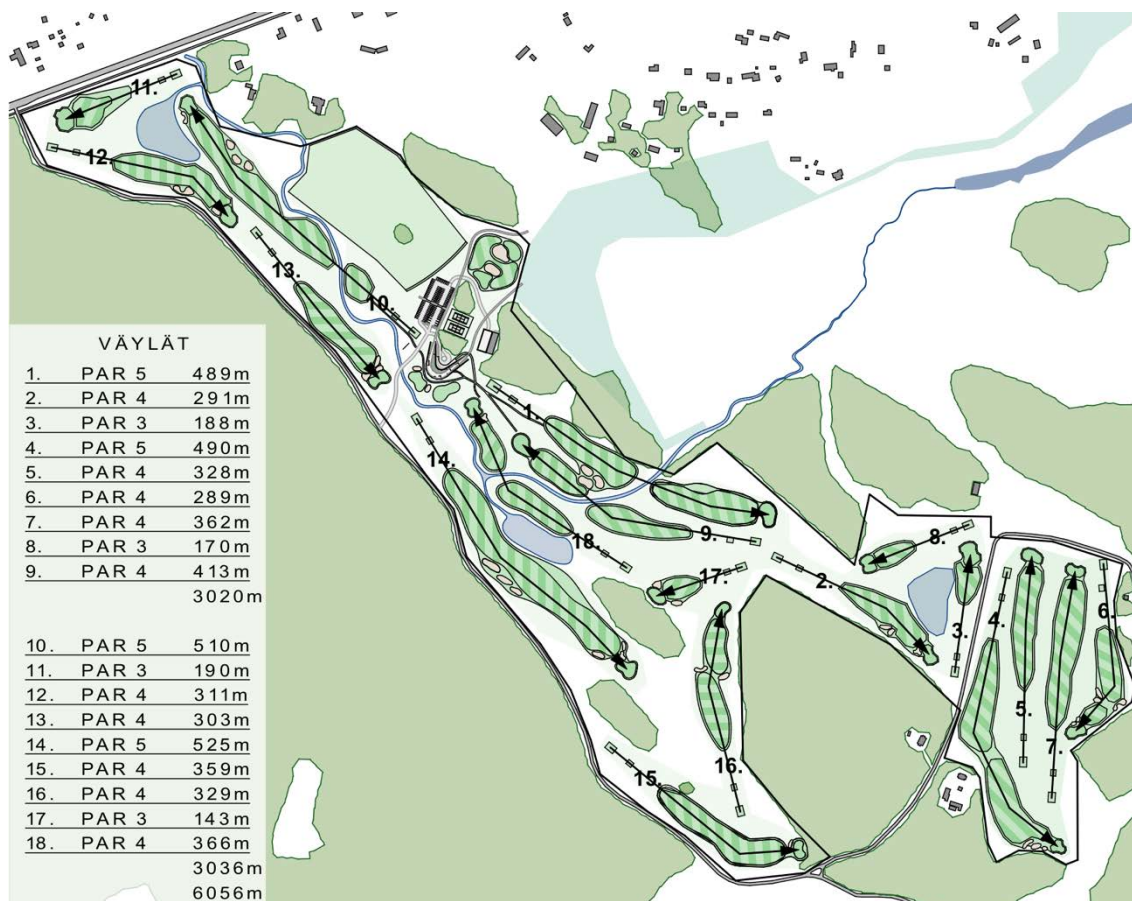 VÄYLÄT
1. PAR 5 489m
2. PAR 4 291m
3. PAR 3 188m
4. PAR 5 490m
5. PAR 4 328m
6. PAR 4 289m
7. PAR 4 362m
8. PAR 3 170m
9. PAR 4 413m
3020m
10. PAR 5 510m
11. PAR 3 190m
12. PAR 4 311m
13. PAR 4 303m
14. PAR 5 525m
15. PAR 4 359m
16. PAR 4 329m
17. PAR 3 143m
18. PAR 4 366m
3036m
6056m
11.
12.
13.
10.
1.
14.
18.
9.
8.
17.
2.
3.
4.
6.
5.
7.
16.
15.